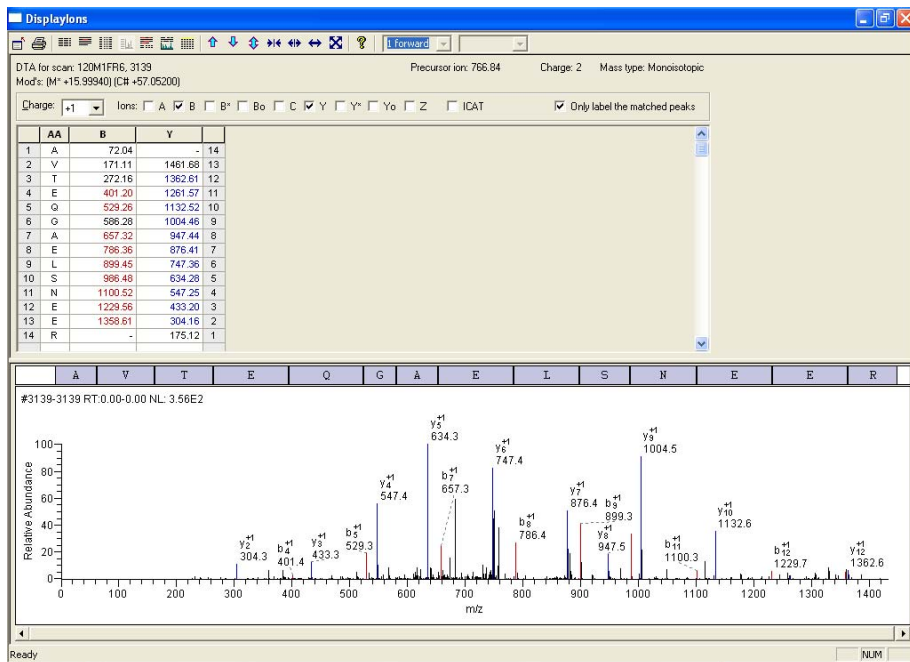 DisplayIons
1 forward
DTA for scan: 120M1FR6, 3139 Precursor ion: 766.84 Charge: 2 Mass type: Monoisotopic
Mod's: (M* +15.99940) (C# +57.05200)
Charge: +1 Ions: A B B* Bo C Y Y* Yo Z ICAT Only label the matched peaks
AA B Y
1 A 72.04 - 14
2 V 171.11 1461.68 13
3 T 272.16 1362.61 12
4 E 401.20 1261.57 11
5 Q 529.26 1132.52 10
6 G 586.28 1004.46 9
7 A 657.32 947.44 8
8 E 786.36 876.41 7
9 L 899.45 747.36 6
10 S 986.48 634.28 5
11 N 1100.52 547.25 4
12 E 1229.56 433.20 3
13 E 1358.61 304.16 2
14 R - 175.12 1
A V T E Q G A E L S N E E R
#3139-3139 RT:0.00-0.00 NL: 3.56E2
Relative Abundance
100
80
60
40
20
0
y2+1
304.3
b4+1
401.4
y3+1
433.3
b5+1
529.3
y4+1
547.4
y5+1
634.3
b7+1
657.3
y6+1
747.4
b8+1
786.4
y7+1
876.4
b9+1
899.3
y8+1
947.5
y9+1
1004.5
b11+1
1100.3
y10+1
1132.6
b12+1
1229.7
y12+1
1362.6
0 100 200 300 400 500 600 700 800 900 1000 1100 1200 1300 1400
m/z
Ready NUM